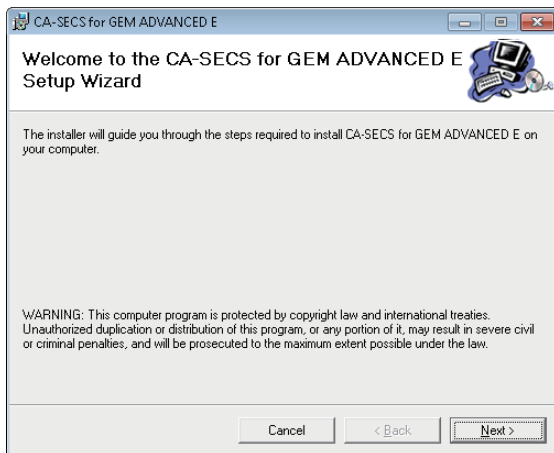 CA-SECS for GEM ADVANCED E
Welcome to the CA-SECS for GEM ADVANCED E
Setup Wizard
The installer will guide you through the steps required to install CA-SECS for GEM ADVANCED E on
your computer.
WARNING: This computer program is protected by copyright law and international treaties.
Unauthorized duplication or distribution of this program, or any portion of it, may result in severe civil
or criminal penalties, and will be prosecuted to the maximum extent possible under the law.
Cancel
< Back
Next >